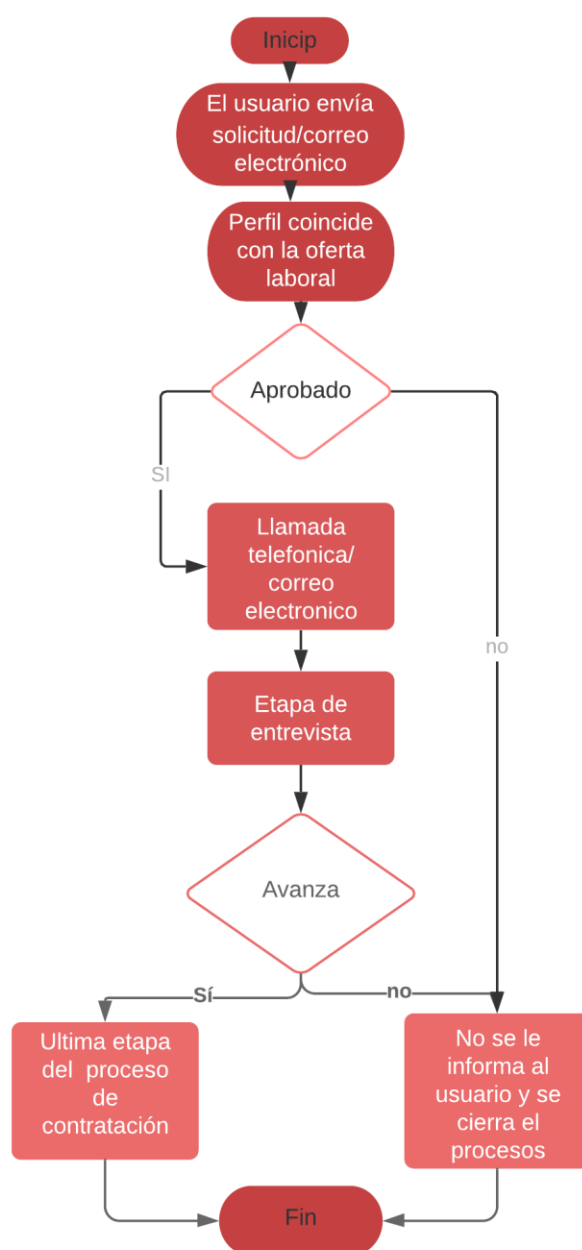 Inicip
El usuario envía
solicitud/correo
electrónico
Perfil coincide
con la oferta
laboral
Aprobado
SI
Llamada
telefonica/
correo
electronico
no
Etapa de
entrevista
Avanza
Sí
no
Ultima etapa
del proceso
de
contratación
No se le
informa al
usuario y se
cierra el
procesos
Fin